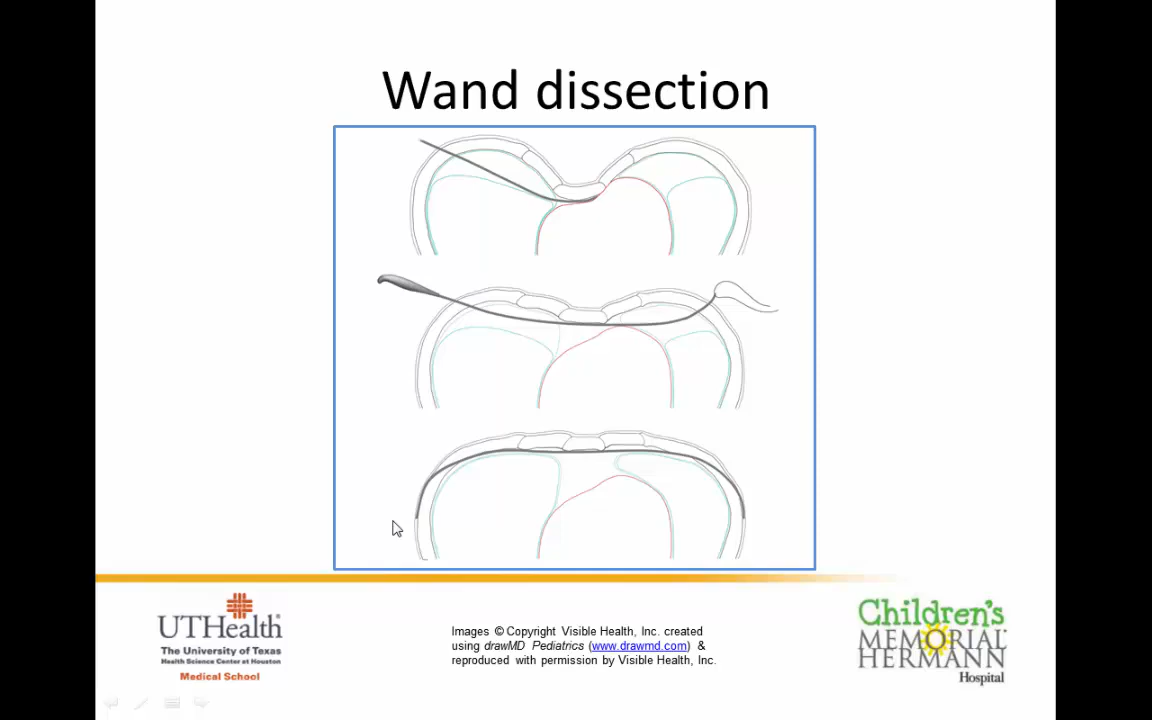 Wand dissection
UTHealth
The University of Texas
Health Science Center at Houston
Medical School
Images © Copyright Visible Health, Inc. created
using drawMD Pediatrics (www.drawmd.com) &
reproduced with permission by Visible Health, Inc.
Children's
MEMORIAL
HERMANN
Hospital